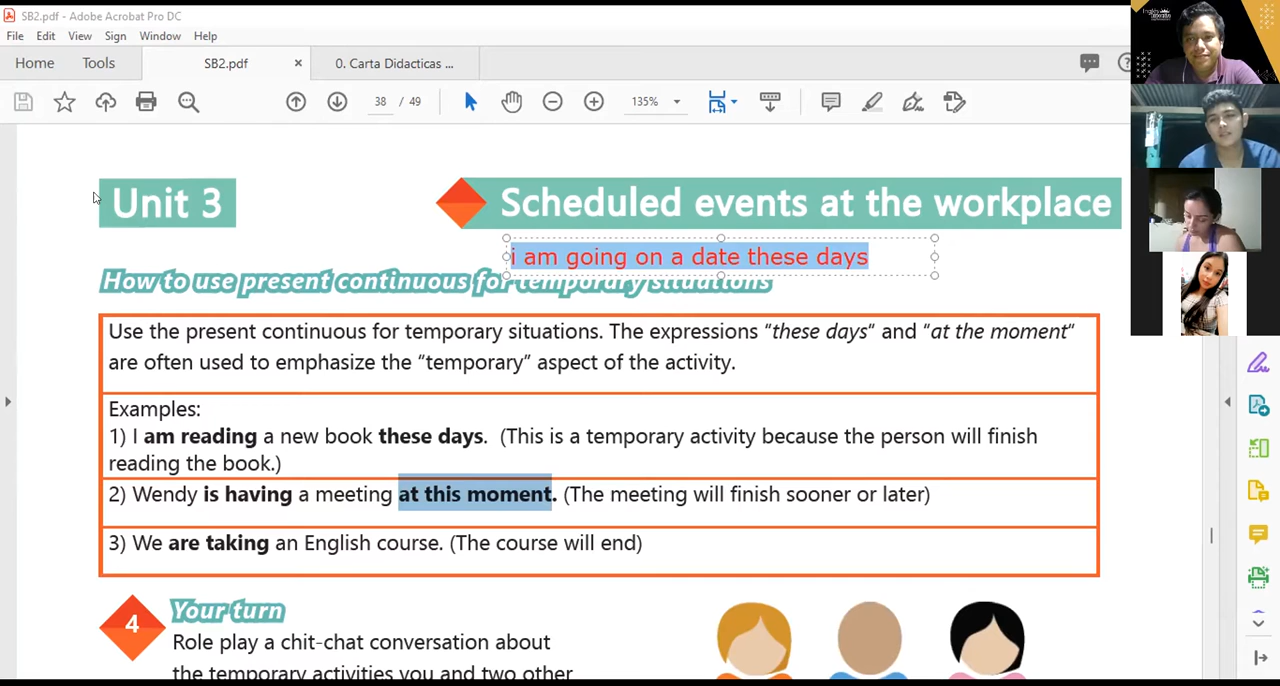 SB2.pdf - Adobe Acrobat Pro DC
File Edit View Sign Window Help
Home Tools SB2.pdf × 0. Carta Didacticas ...
38 / 49 135%
Unit 3
Scheduled events at the workplace
i am going on a date these days
How to use present continuous for temporary situations
Use the present continuous for temporary situations. The expressions "these days" and "at the moment"
are often used to emphasize the "temporary" aspect of the activity.
Examples:
1) I am reading a new book these days. (This is a temporary activity because the person will finish
reading the book.)
2) Wendy is having a meeting at this moment. (The meeting will finish sooner or later)
3) We are taking an English course. (The course will end)
4
Your turn
Role play a chit-chat conversation about
the temporary activities you and two other